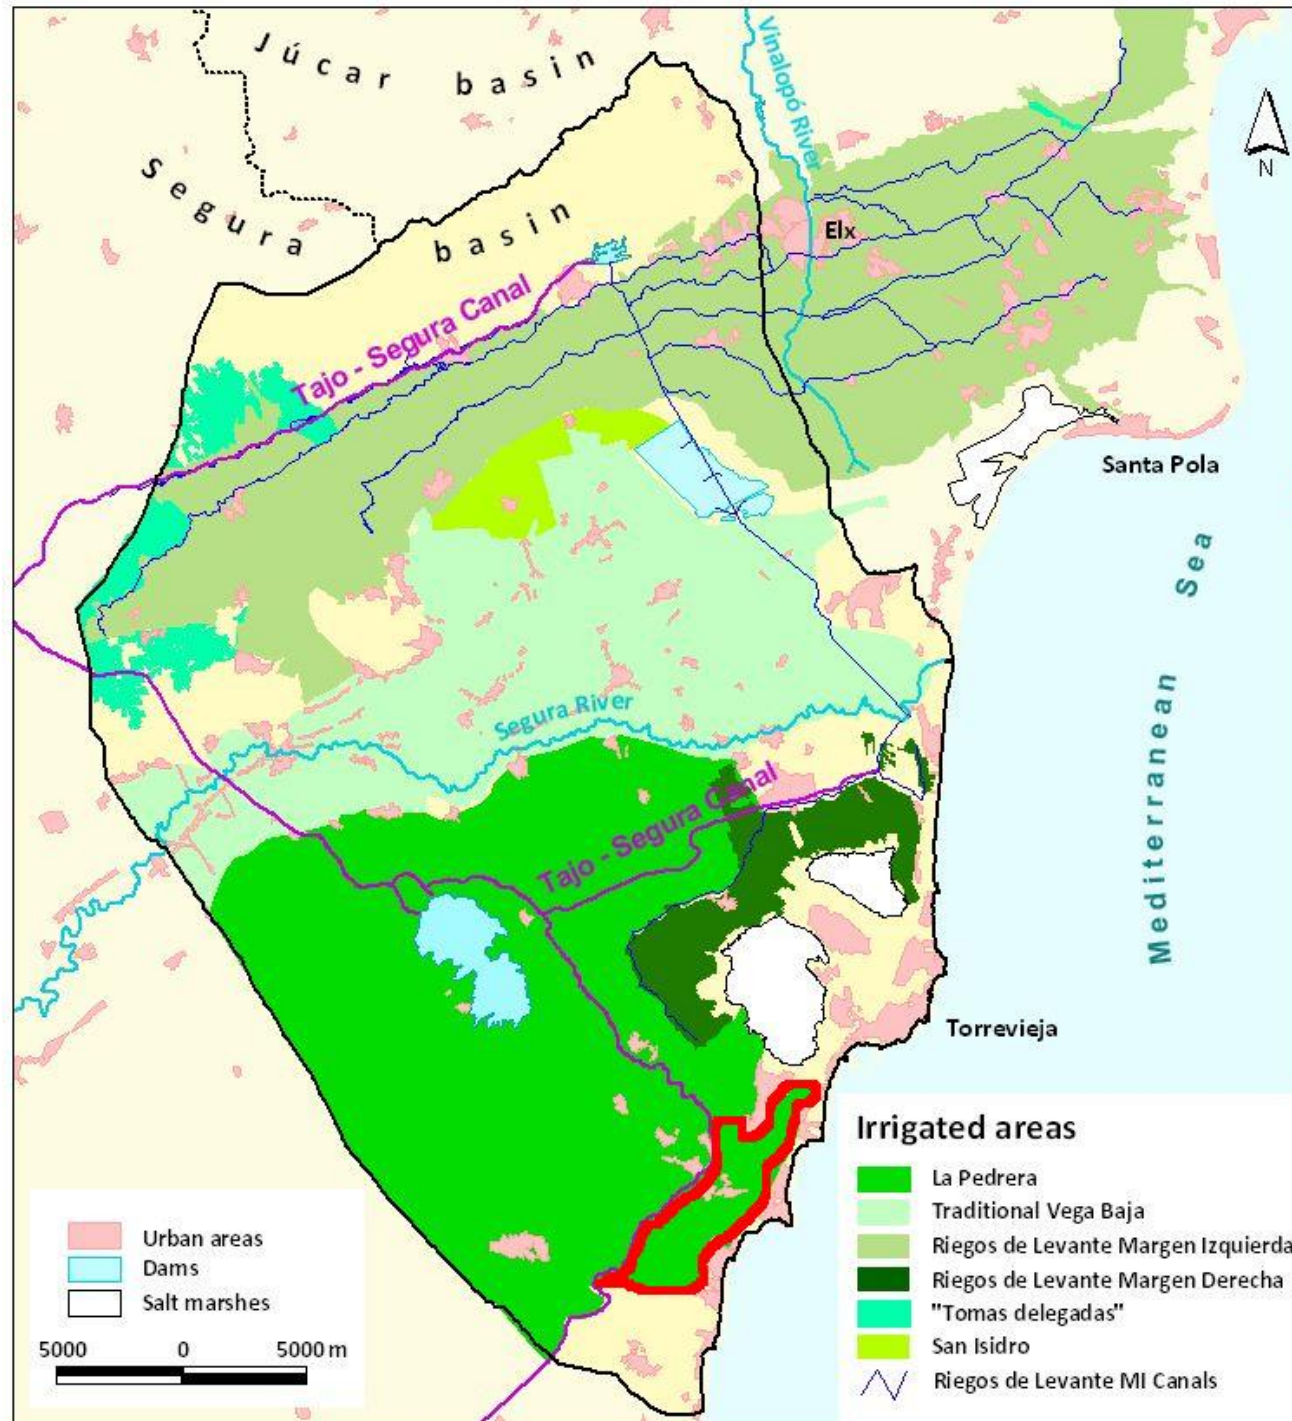 Júcar basin
Segura basin
Vinalopó River
N
Elx
Tajo - Segura Canal
Santa Pola
Mediterranean Sea
Segura River
Tajo - Segura Canal
Torrevieja
Irrigated areas
La Pedrera
Traditional Vega Baja
Riegos de Levante Margen Izquierda
Riegos de Levante Margen Derecha
"Tomas delegadas"
San Isidro
Riegos de Levante MI Canals
Urban areas
Dams
Salt marshes
5000 0 5000 m